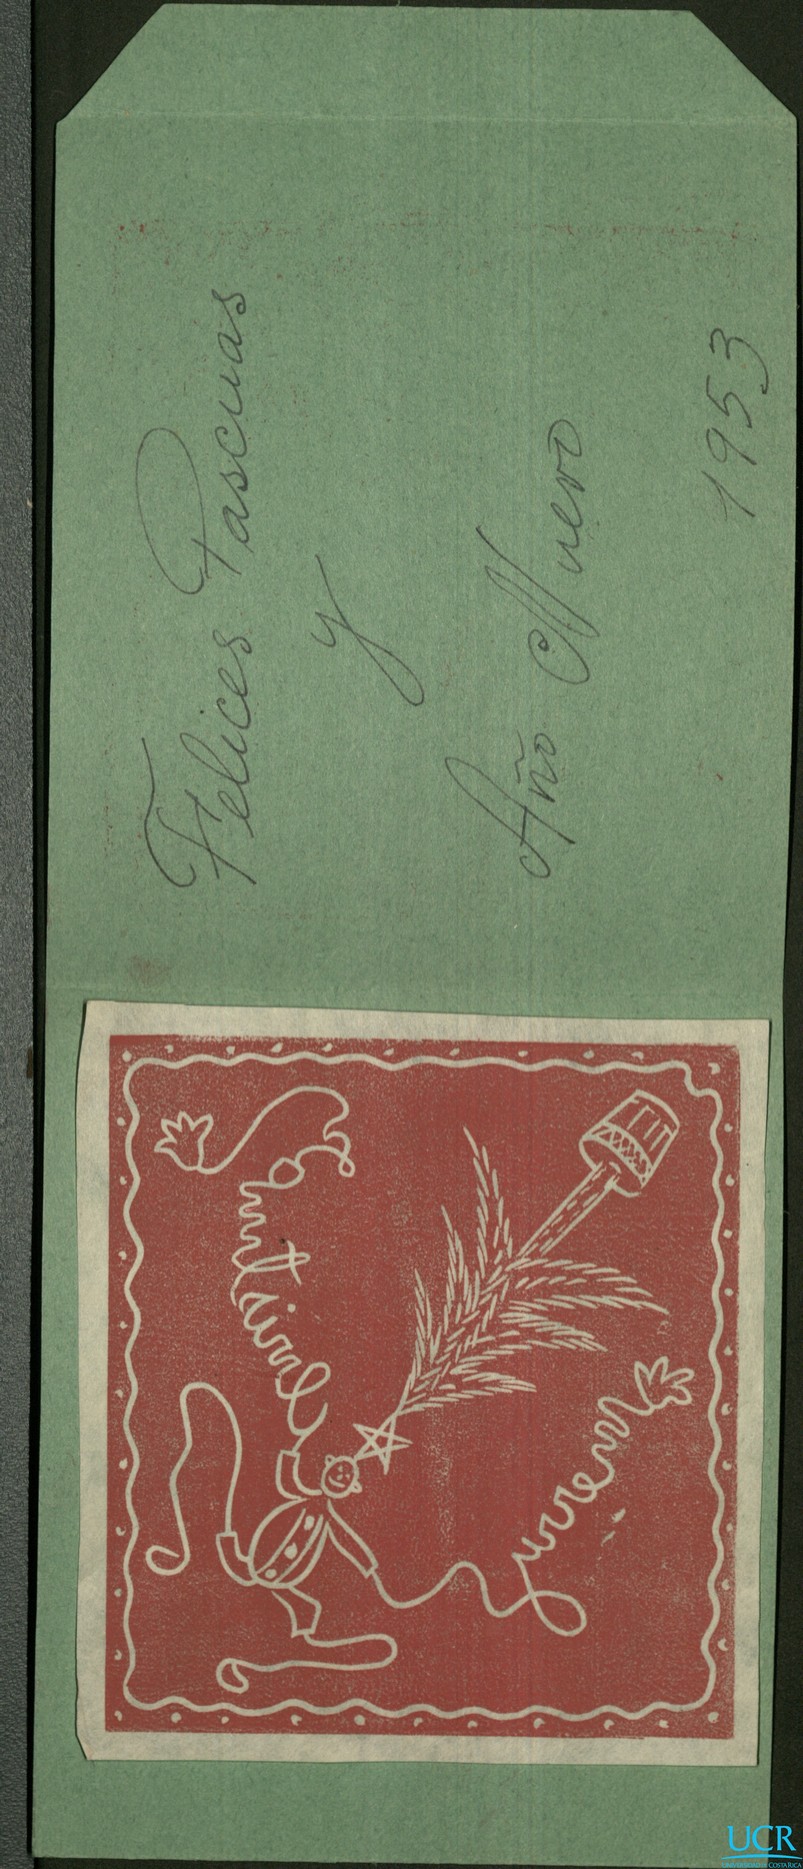 Felices Pascuas
y
Año Nuevo
1953
UCR